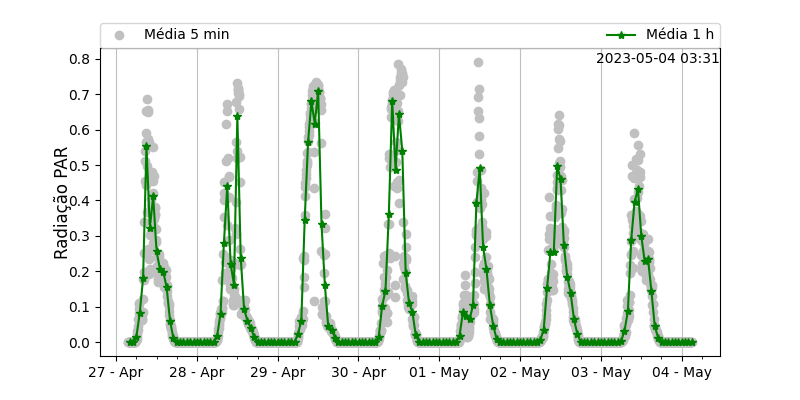 Média 5 min
Média 1 h
2023-05-04 03:31
Radiação PAR
0.8
0.7
0.6
0.5
0.4
0.3
0.2
0.1
0.0
27 - Apr
28 - Apr
29 - Apr
30 - Apr
01 - May
02 - May
03 - May
04 - May